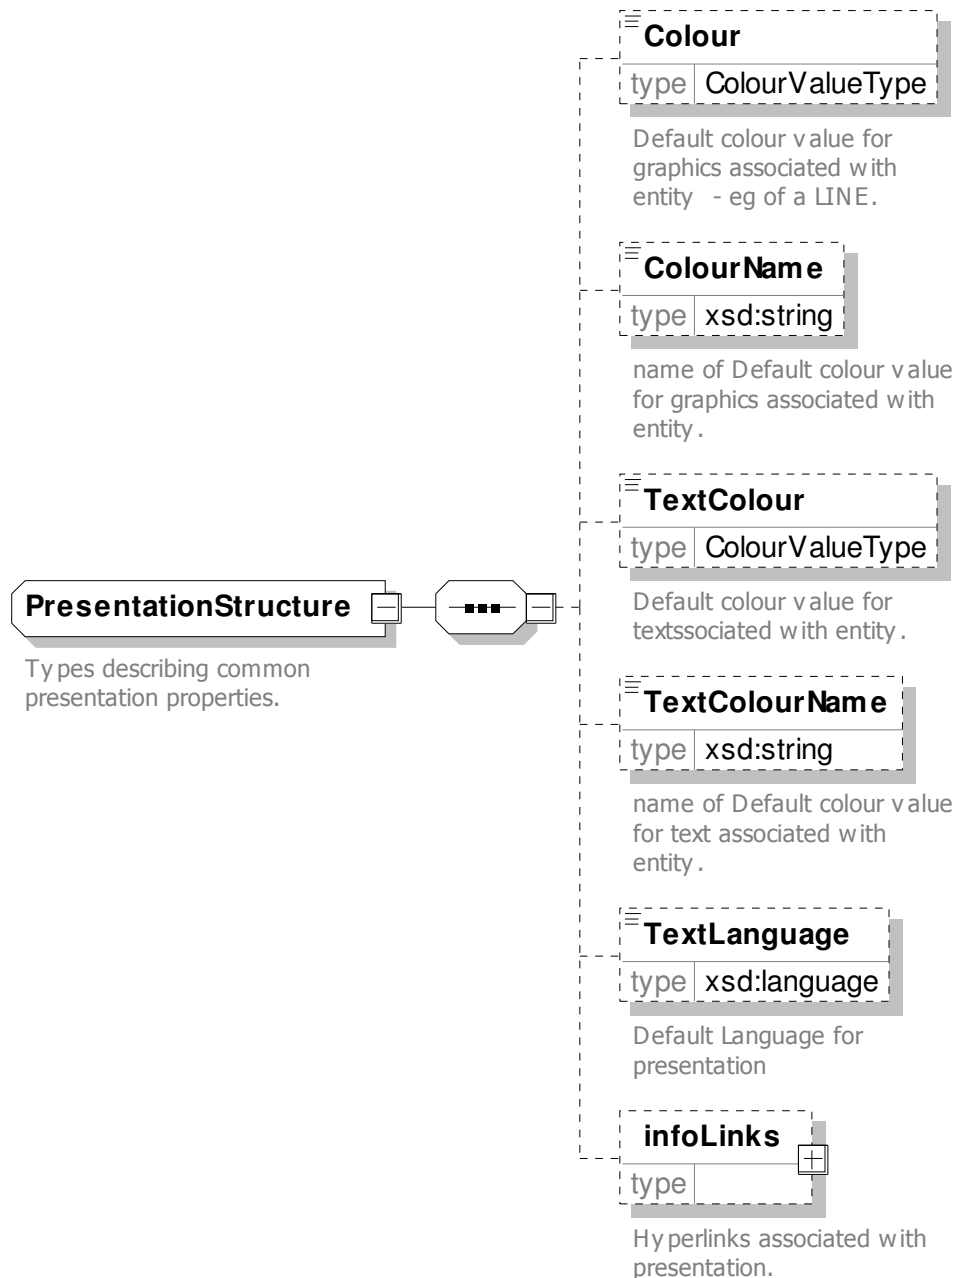 Colour
type ColourValueType
Default colour value for
graphics associated with
entity - eg of a LINE.
ColourName
type xsd:string
name of Default colour value
for graphics associated with
entity.
TextColour
type ColourValueType
Default colour value for
textssociated with entity.
PresentationStructure
Types describing common
presentation properties.
TextColourName
type xsd:string
name of Default colour value
for text associated with
entity.
TextLanguage
type xsd:language
Default Language for
presentation
infoLinks
type
Hyperlinks associated with
presentation.